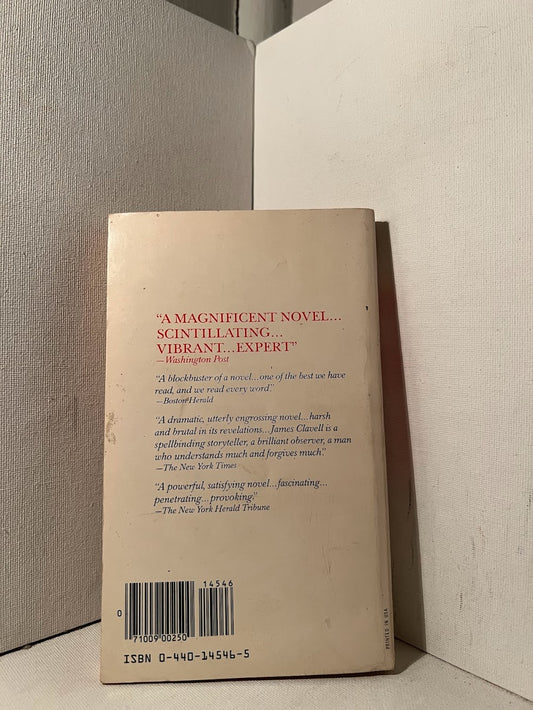 “A MAGNIFICENT NOVEL...
SCINTILLATING...
VIBRANT...EXPERT”
—Washington Post
“A blockbuster of a novel...one of the best we have
read, and we read every word.”
—Boston Herald
“A dramatic, utterly engrossing novel...harsh
and brutal in its revelations...James Clavell is a
spellbinding storyteller, a brilliant observer, a man
who understands much and forgives much.”
—The New York Times
“A powerful, satisfying novel...fascinating...
penetrating...provoking.”
—The New York Herald Tribune
14546
0
71009 00250
ISBN 0-440-14546-5
PRINTED IN USA